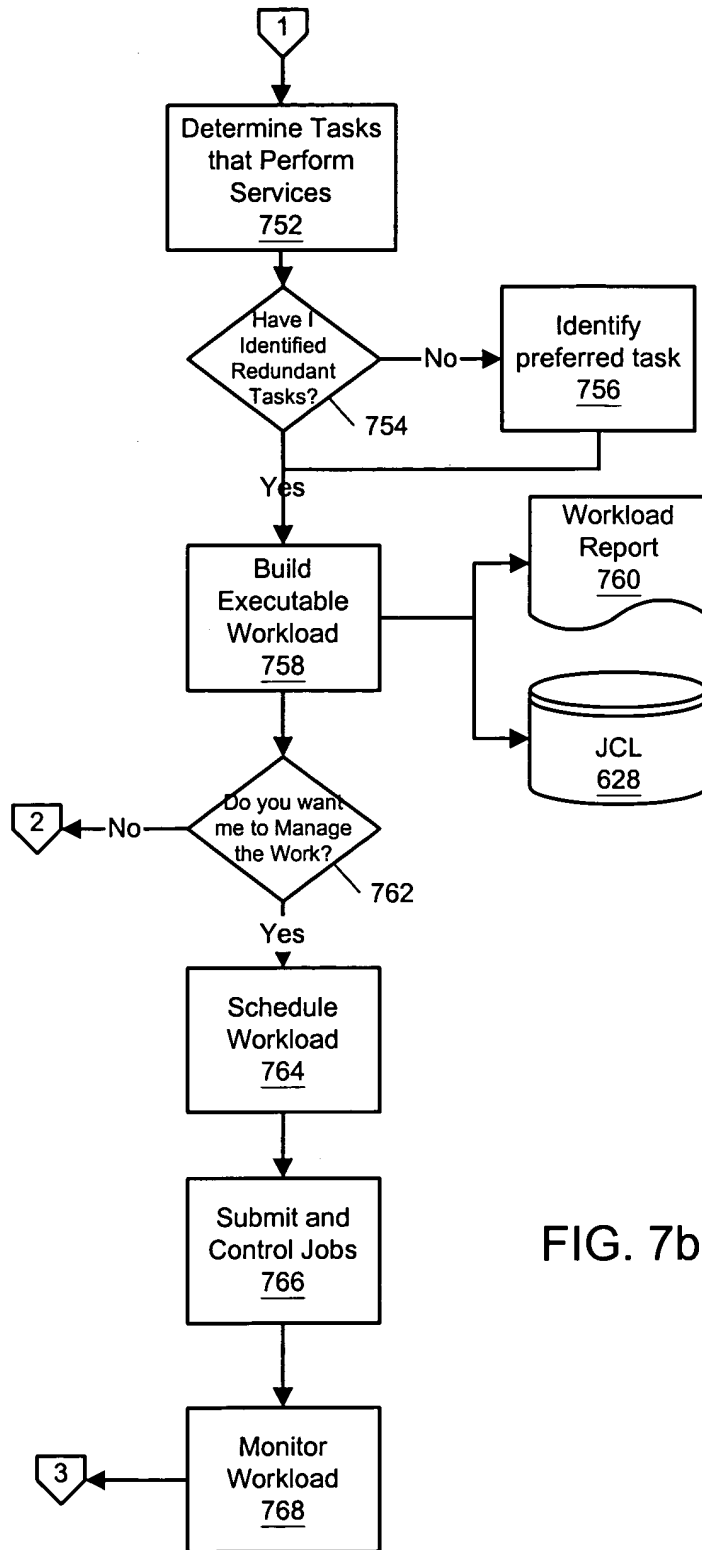 1
Determine Tasks
that Perform
Services
752
Have I
Identified
Redundant
Tasks?
754
No
Identify
preferred task
756
Yes
Build
Executable
Workload
758
Workload
Report
760
JCL
628
Do you want
me to Manage
the Work?
762
No
2
Yes
Schedule
Workload
764
Submit and
Control Jobs
766
FIG. 7b
Monitor
Workload
768
3